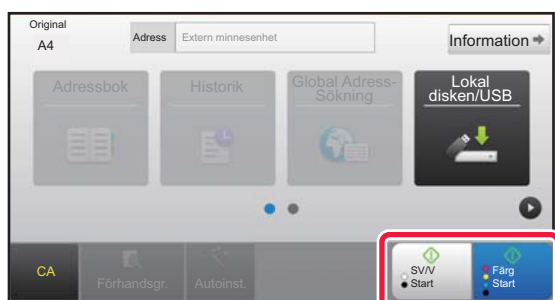 Original
A4
Adress
Extern minnesenhet
Information
Adressbok
Historik
Global Adress-
Sökning
Lokal
disken/USB
CA
Förhandsgr.
Autoinst.
SV/V
Start
Färg
Start